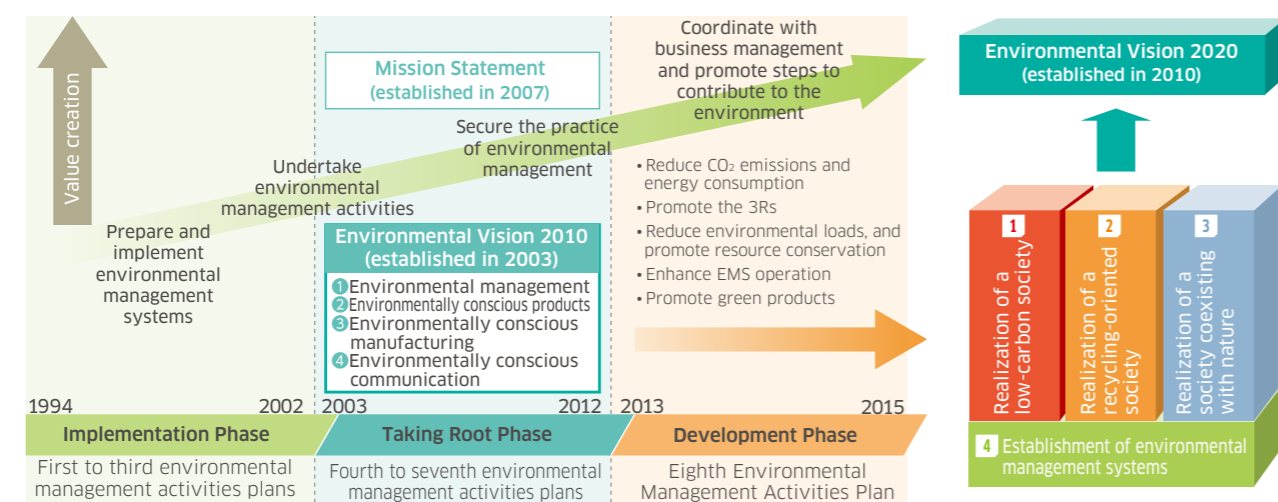 Value creation
Prepare and
implement
environmental
management
systems
Undertake
environmental
management activities
Mission Statement
(established in 2007)
Secure the practice
of environmental
management
Environmental Vision 2010
(established in 2003)
1 Environmental management
2 Environmentally conscious products
3 Environmentally conscious
manufacturing
4 Environmentally conscious
communication
Coordinate with
business management
and promote steps to
contribute to the
environment
• Reduce CO₂ emissions and
energy consumption
• Promote the 3Rs
• Reduce environmental loads, and
promote resource conservation
• Enhance EMS operation
• Promote green products
1994 2002 2003 2012 2013 2015
Implementation Phase Taking Root Phase Development Phase
First to third environmental
management activities plans
Fourth to seventh environmental
management activities plans
Eighth Environmental
Management Activities Plan
Environmental Vision 2020
(established in 2010)
1
Realization of a
low-carbon society
2
Realization of a
recycling-oriented
society
3
Realization of a
society coexisting
with nature
4 Establishment of environmental
management systems